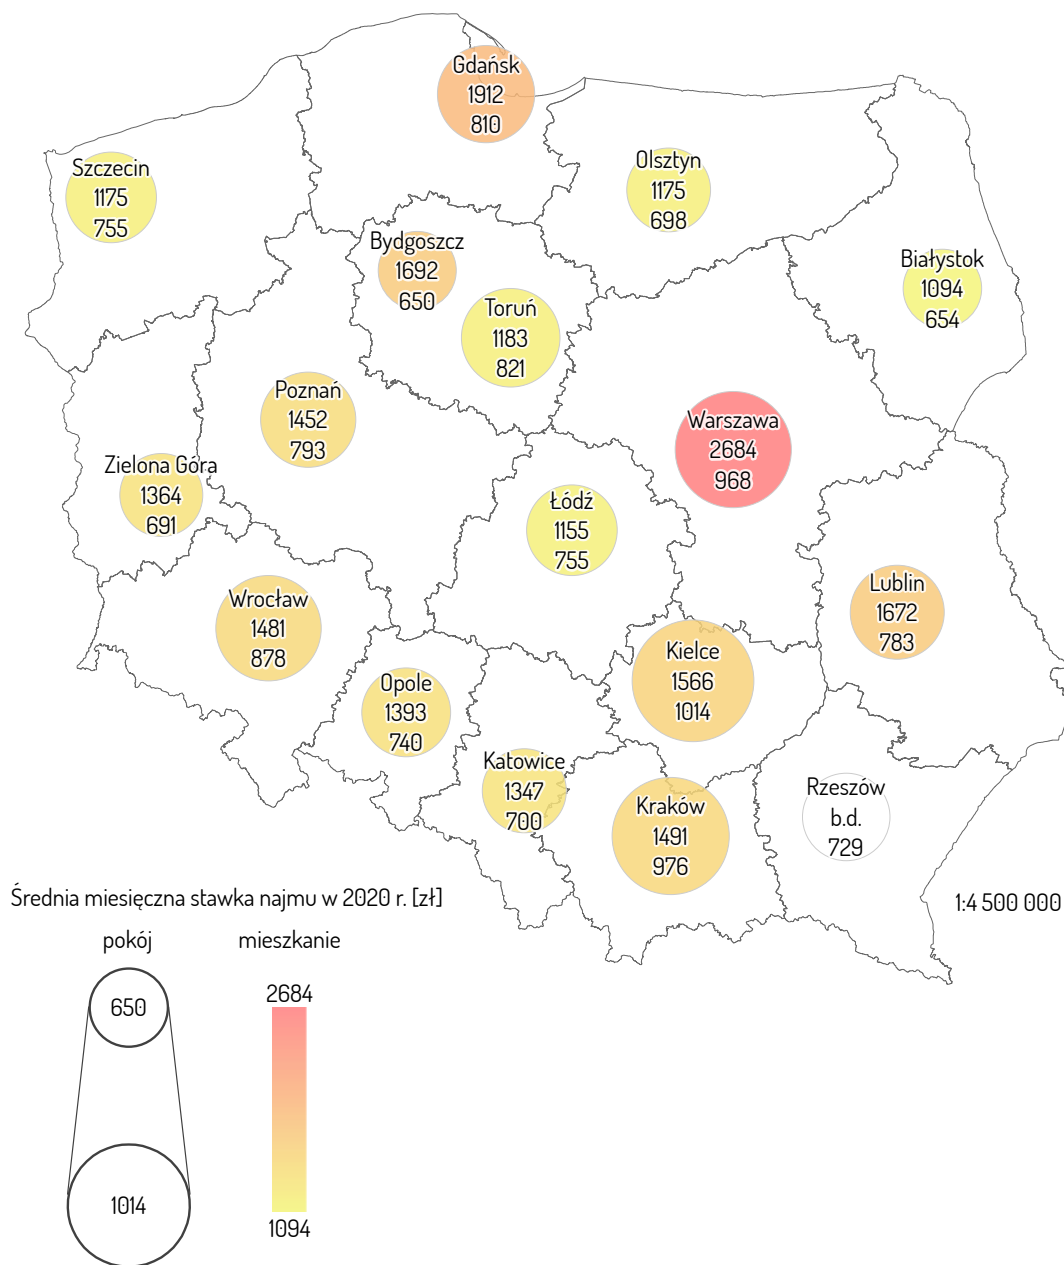 Gdańsk
1912
810
Szczecin
1175
755
Olsztyn
1175
698
Bydgoszcz
1692
650
Białystok
1094
654
Toruń
1183
821
Poznań
1452
793
Warszawa
2684
968
Zielona Góra
1364
691
Łódź
1155
755
Lublin
1672
783
Wrocław
1481
878
Kielce
1566
1014
Opole
1393
740
Katowice
1347
700
Kraków
1491
976
Rzeszów
b.d.
729
Średnia miesięczna stawka najmu w 2020 r. [zł]
1:4 500 000
pokój
mieszkanie
650
1014
2684
1094